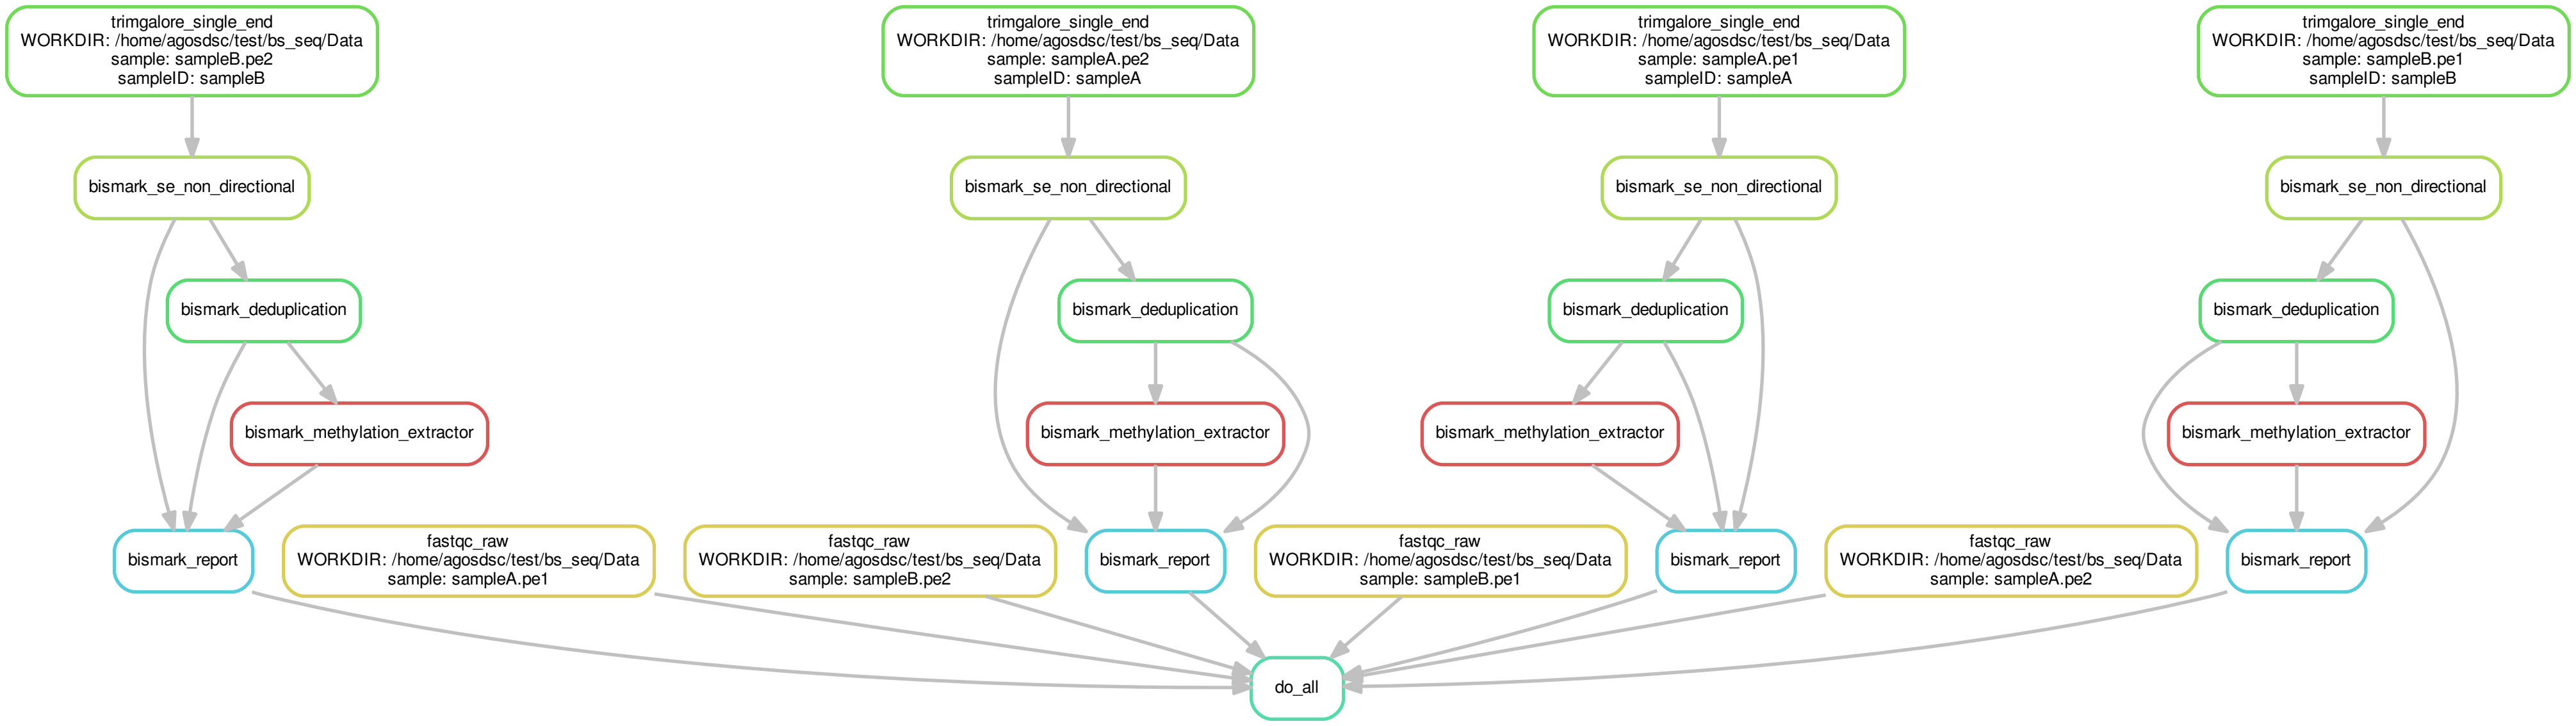 trimgalore_single_end
WORKDIR: /home/agosdsc/test/bs_seq/Data
sample: sampleB.pe2
sampleID: sampleB
trimgalore_single_end
WORKDIR: /home/agosdsc/test/bs_seq/Data
sample: sampleA.pe2
sampleID: sampleA
trimgalore_single_end
WORKDIR: /home/agosdsc/test/bs_seq/Data
sample: sampleA.pe1
sampleID: sampleA
trimgalore_single_end
WORKDIR: /home/agosdsc/test/bs_seq/Data
sample: sampleB.pe1
sampleID: sampleB
bismark_se_non_directional
bismark_se_non_directional
bismark_se_non_directional
bismark_se_non_directional
bismark_deduplication
bismark_deduplication
bismark_deduplication
bismark_deduplication
bismark_methylation_extractor
bismark_methylation_extractor
bismark_methylation_extractor
bismark_methylation_extractor
bismark_report
fastqc_raw
WORKDIR: /home/agosdsc/test/bs_seq/Data
sample: sampleA.pe1
fastqc_raw
WORKDIR: /home/agosdsc/test/bs_seq/Data
sample: sampleB.pe2
bismark_report
fastqc_raw
WORKDIR: /home/agosdsc/test/bs_seq/Data
sample: sampleB.pe1
bismark_report
fastqc_raw
WORKDIR: /home/agosdsc/test/bs_seq/Data
sample: sampleA.pe2
bismark_report
do_all